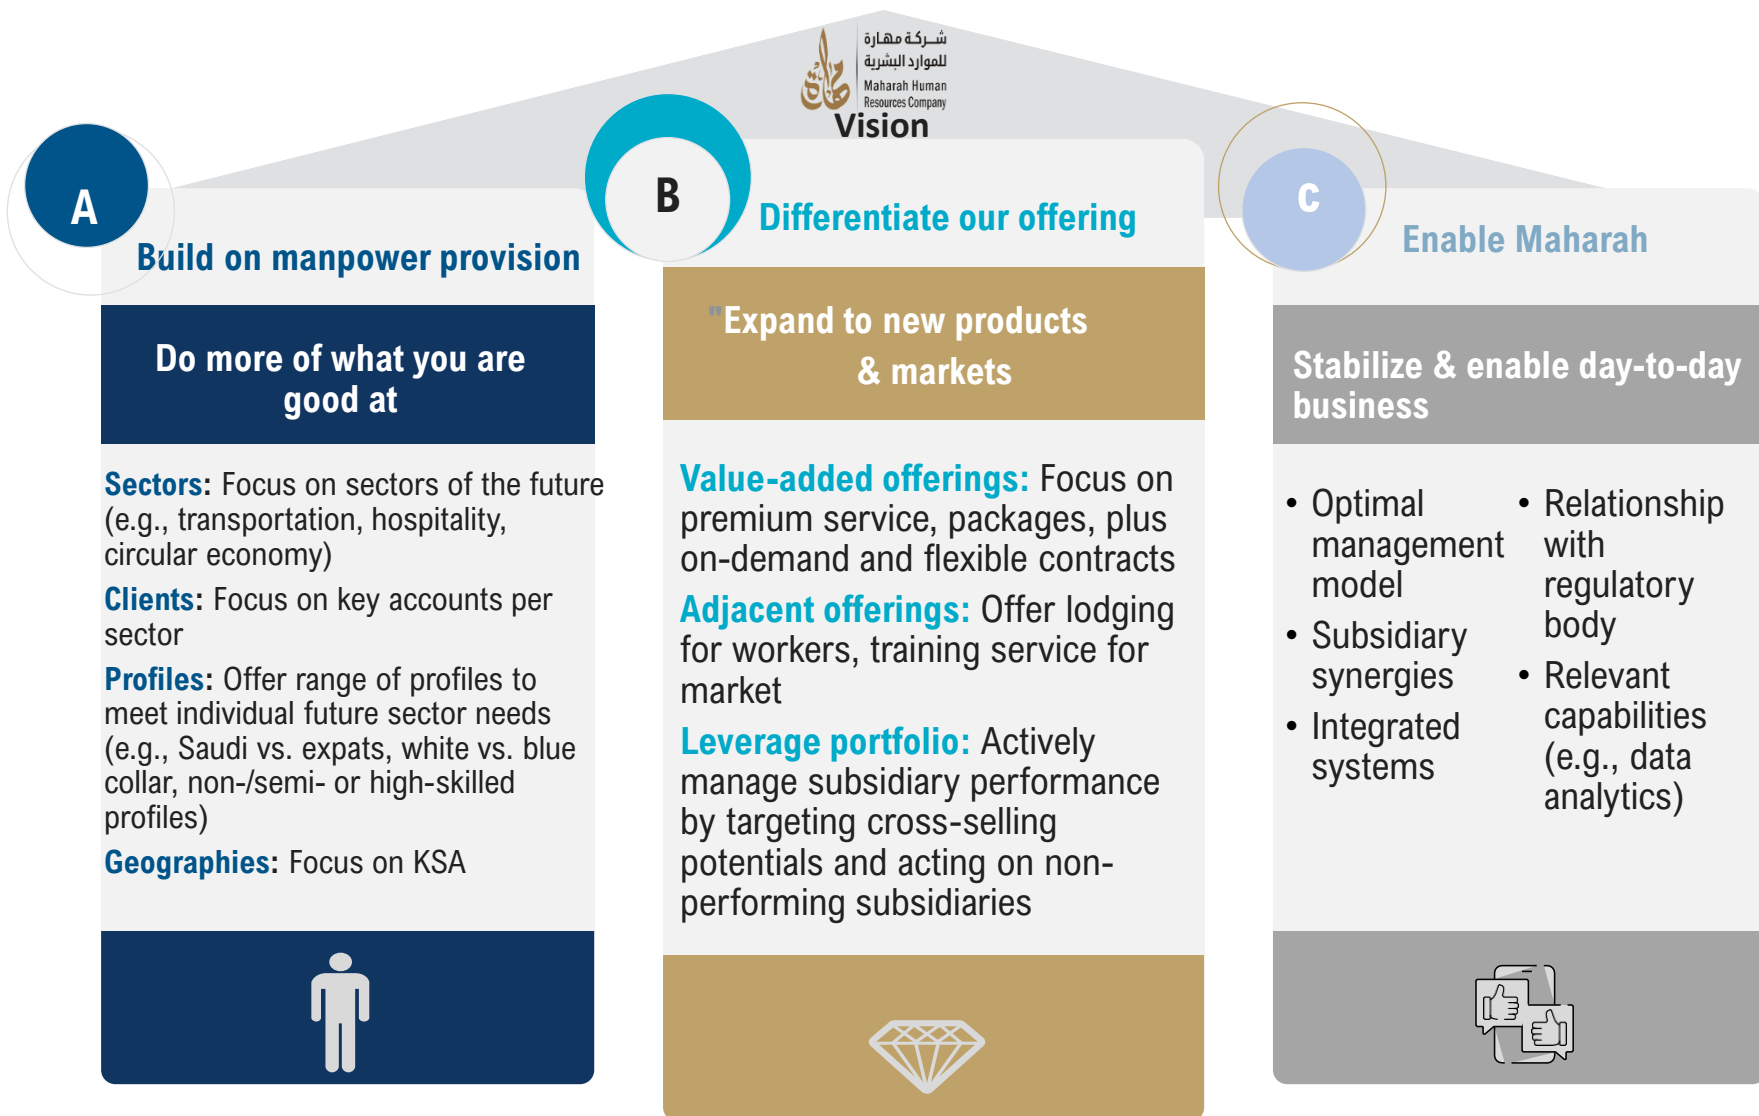 شـركـة مهـارة
للموارد البشرية
Maharah Human
Resources Company
Vision
A
Build on manpower provision
Do more of what you are
good at
Sectors: Focus on sectors of the future
(e.g., transportation, hospitality,
circular economy)
Clients: Focus on key accounts per
sector
Profiles: Offer range of profiles to
meet individual future sector needs
(e.g., Saudi vs. expats, white vs. blue
collar, non-/semi- or high-skilled
profiles)
Geographies: Focus on KSA
B
Differentiate our offering
"Expand to new products
& markets
Value-added offerings: Focus on
premium service, packages, plus
on-demand and flexible contracts
Adjacent offerings: Offer lodging
for workers, training service for
market
Leverage portfolio: Actively
manage subsidiary performance
by targeting cross-selling
potentials and acting on non-
performing subsidiaries
C
Enable Maharah
Stabilize & enable day-to-day
business
• Optimal
management
model
• Subsidiary
synergies
• Integrated
systems
• Relationship
with
regulatory
body
• Relevant
capabilities
(e.g., data
analytics)